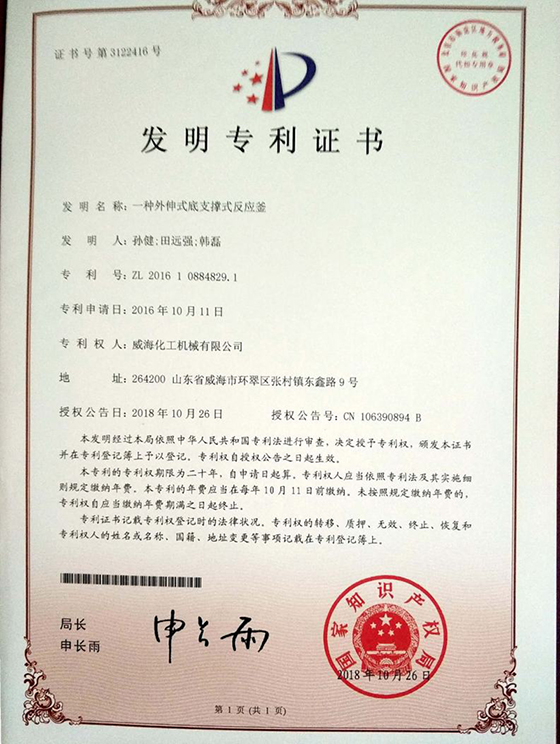 证书号第3122416号
发明专利证书
发明名称：一种外伸式底支撑式反应釜
发明人：孙健;田远强;韩磊
专利号：ZL 2016 1 0884829.1
专利申请日：2016年10月11日
专利权人：威海化工机械有限公司
地址：264200 山东省威海市环翠区张村镇东鑫路9号
授权公告日：2018年10月26日 授权公告号：CN 106390894 B
本发明经过本局依照中华人民共和国专利法进行审查，决定授予专利权，颁发本证书
并在专利登记簿上予以登记。专利权自授权公告之日起生效。
本专利的专利权期限为二十年，自申请日起算。专利权人应当依照专利法及其实施细
则规定缴纳年费。本专利的年费应当在每年10月11日前缴纳。未按照规定缴纳年费的，
专利权自应当缴纳年费期满之日起终止。
专利证书记载专利权登记时的法律状况。专利权的转移、质押、无效、终止、恢复和
专利权人的姓名或名称、国籍、地址变更等事项记载在专利登记簿上。
局长
申长雨
申长雨
国家知识产权局
2018年10月26日
第1页（共1页）